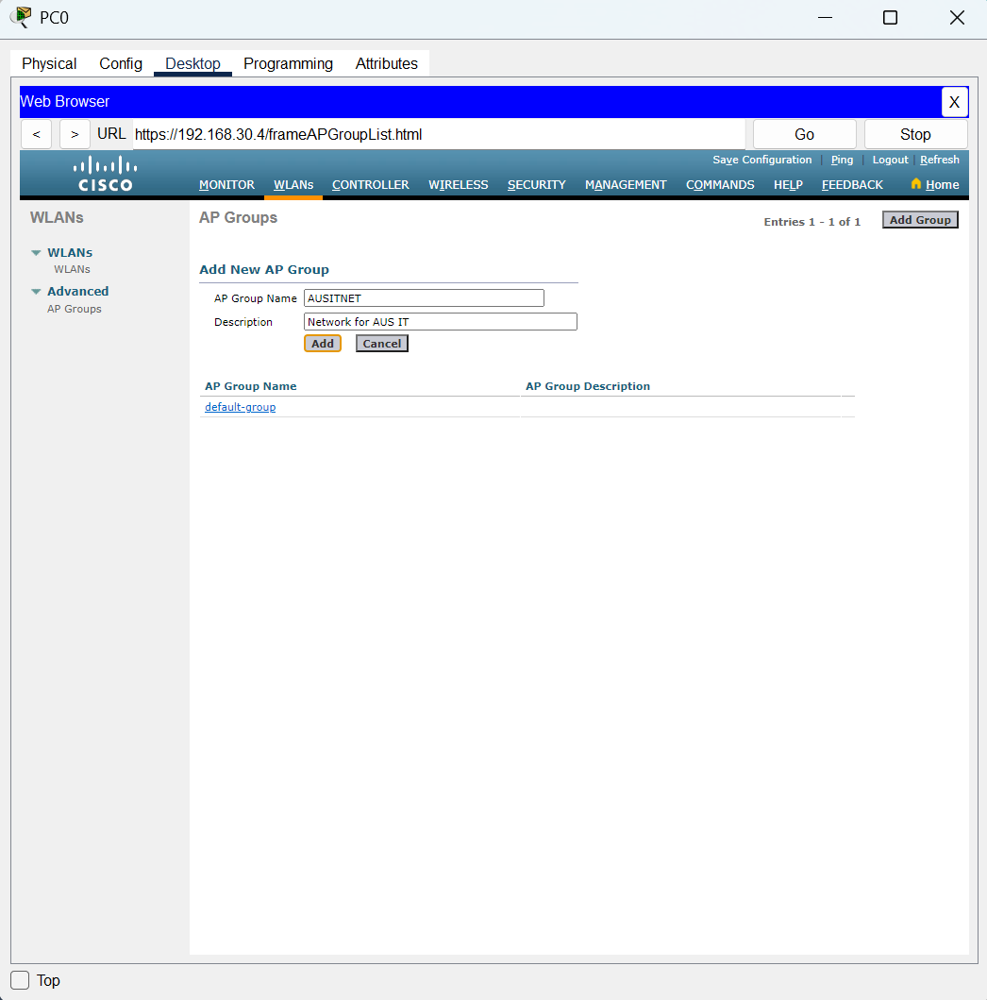 PC0
Physical Config Desktop Programming Attributes
Web Browser X
< > URL https://192.168.30.4/frameAPGroupList.html Go Stop
Save Configuration | Ping | Logout | Refresh
CISCO MONITOR WLANs CONTROLLER WIRELESS SECURITY MANAGEMENT COMMANDS HELP FEEDBACK Home
WLANs
WLANs
WLANs
Advanced
AP Groups
AP Groups Entries 1 - 1 of 1 Add Group
Add New AP Group
AP Group Name AUSITNET
Description Network for AUS IT
Add Cancel
AP Group Name AP Group Description
default-group
Top